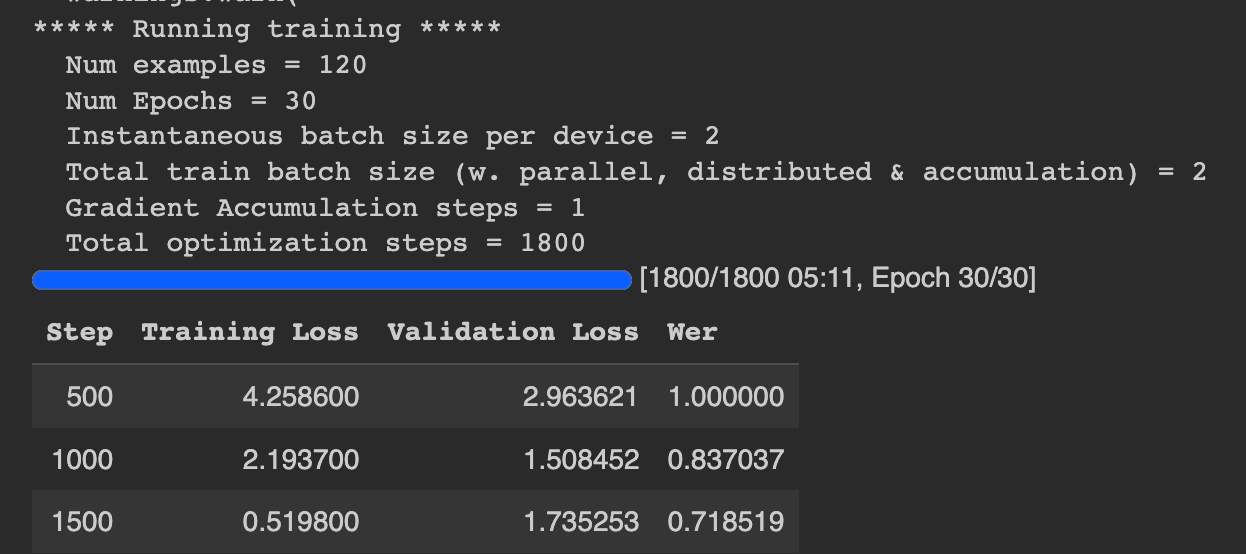 ***** Running training *****
Num examples = 120
Num Epochs = 30
Instantaneous batch size per device = 2
Total train batch size (w. parallel, distributed & accumulation) = 2
Gradient Accumulation steps = 1
Total optimization steps = 1800
[1800/1800 05:11, Epoch 30/30]
Step Training Loss Validation Loss Wer
500 4.258600 2.963621 1.000000
1000 2.193700 1.508452 0.837037
1500 0.519800 1.735253 0.718519